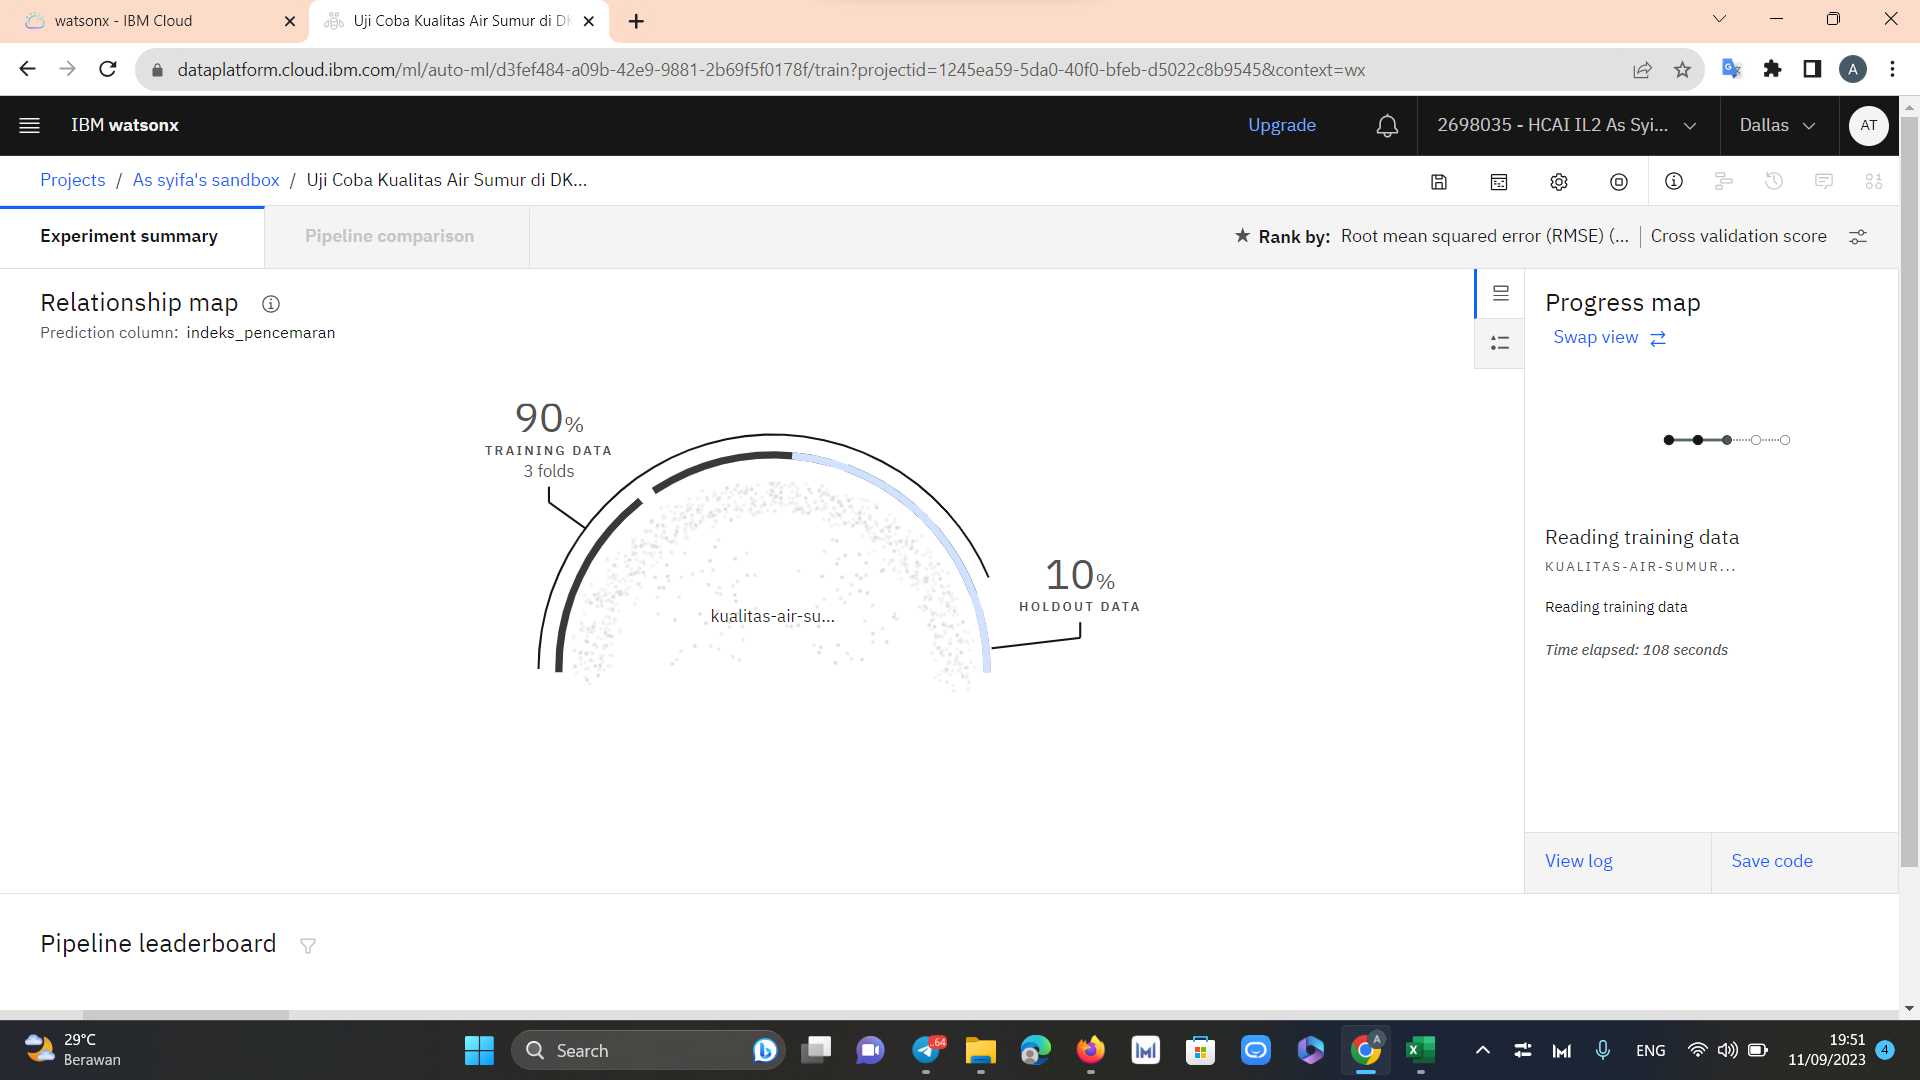 watsonx - IBM Cloud
Uji Coba Kualitas Air Sumur di DK
dataplatform.cloud.ibm.com/ml/auto-ml/d3fef484-a09b-42e9-9881-2b69f5f0178f/train?projectid=1245ea59-5da0-40f0-bfeb-d5022c8b9545&context=wx
A
IBM watsonx
Upgrade
2698035 - HCAI IL2 As Syi...
Dallas
AT
Projects / As syifa's sandbox / Uji Coba Kualitas Air Sumur di DK...
Experiment summary
Pipeline comparison
★ Rank by: Root mean squared error (RMSE) (... | Cross validation score
Relationship map
Prediction column: indeks_pencemaran
90%
TRAINING DATA
3 folds
10%
HOLDOUT DATA
kualitas-air-su...
Progress map
Swap view
Reading training data
KUALITAS-AIR-SUMUR...
Reading training data
Time elapsed: 108 seconds
View log
Save code
Pipeline leaderboard
29°C
Berawan
Search
..64
A
ENG
19:51
11/09/2023
4